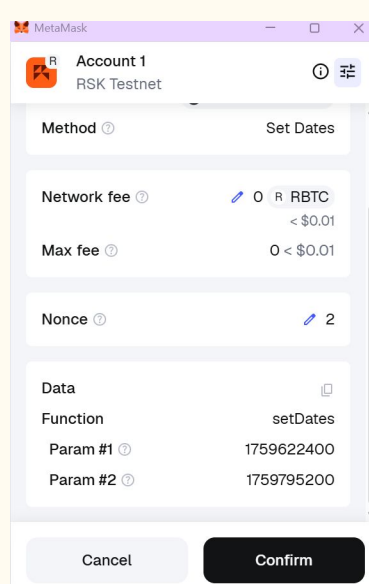 MetaMask
R
Account 1
RSK Testnet
Method
Set Dates
Network fee
0 R RBTC
< $0.01
Max fee
0 < $0.01
Nonce
2
Data
Function
setDates
Param #1
1759622400
Param #2
1759795200
Cancel
Confirm